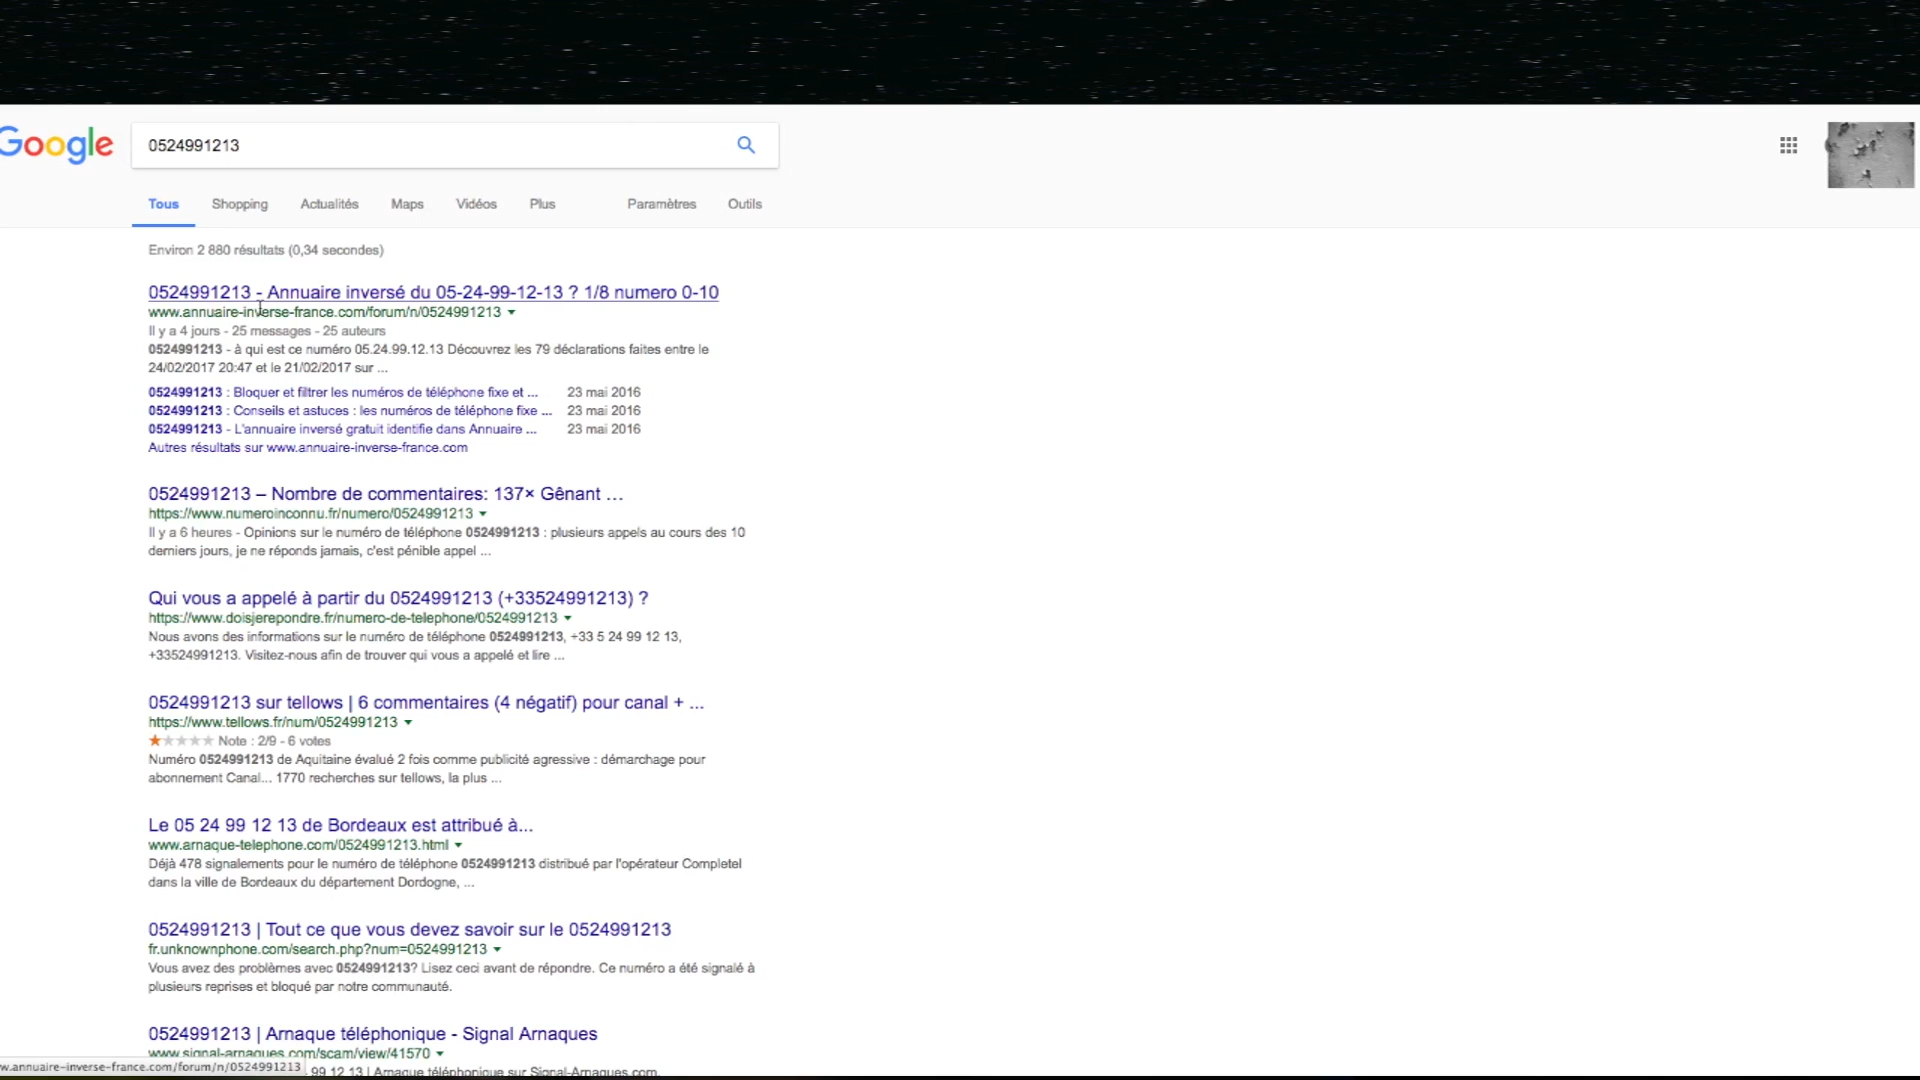 Google
0524991213
Tous Shopping Actualités Maps Vidéos Plus Paramètres Outils
Environ 2 880 résultats (0,34 secondes)
0524991213 - Annuaire inversé du 05-24-99-12-13 ? 1/8 numero 0-10
www.annuaire-inverse-france.com/forum/n/0524991213
Il y a 4 jours - 25 messages - 25 auteurs
0524991213 - à qui est ce numéro 05.24.99.12.13 Découvrez les 79 déclarations faites entre le
24/02/2017 20:47 et le 21/02/2017 sur ...
0524991213 : Bloquer et filtrer les numéros de téléphone fixe et ... 23 mai 2016
0524991213 : Conseils et astuces : les numéros de téléphone fixe ... 23 mai 2016
0524991213 - L'annuaire inversé gratuit identifie dans Annuaire ... 23 mai 2016
Autres résultats sur www.annuaire-inverse-france.com
0524991213 – Nombre de commentaires: 137× Gênant ...
https://www.numeroinconnu.fr/numero/0524991213
Il y a 6 heures - Opinions sur le numéro de téléphone 0524991213 : plusieurs appels au cours des 10
derniers jours, je ne réponds jamais, c'est pénible appel ...
Qui vous a appelé à partir du 0524991213 (+33524991213) ?
https://www.doisjerepondre.fr/numero-de-telephone/0524991213
Nous avons des informations sur le numéro de téléphone 0524991213, +33 5 24 99 12 13,
+33524991213. Visitez-nous afin de trouver qui vous a appelé et lire ...
0524991213 sur tellows | 6 commentaires (4 négatif) pour canal + ...
https://www.tellows.fr/num/0524991213
Note : 2/9 - 6 votes
Numéro 0524991213 de Aquitaine évalué 2 fois comme publicité agressive : démarchage pour
abonnement Canal... 1770 recherches sur tellows, la plus ...
Le 05 24 99 12 13 de Bordeaux est attribué à...
www.arnaque-telephone.com/0524991213.html
Déjà 478 signalements pour le numéro de téléphone 0524991213 distribué par l'opérateur Completel
dans la ville de Bordeaux du département Dordogne, ...
0524991213 | Tout ce que vous devez savoir sur le 0524991213
fr.unknownphone.com/search.php?num=0524991213
Vous avez des problèmes avec 0524991213? Lisez ceci avant de répondre. Ce numéro a été signalé à
plusieurs reprises et bloqué par notre communauté.
0524991213 | Arnaque téléphonique - Signal Arnaques
www.signal-arnaques.com/scam/view/41570
w.annuaire-inverse-france.com/forum/n/0524991213
99 12 13 | Arnaque téléphonique sur Signal-Arnaques.com.